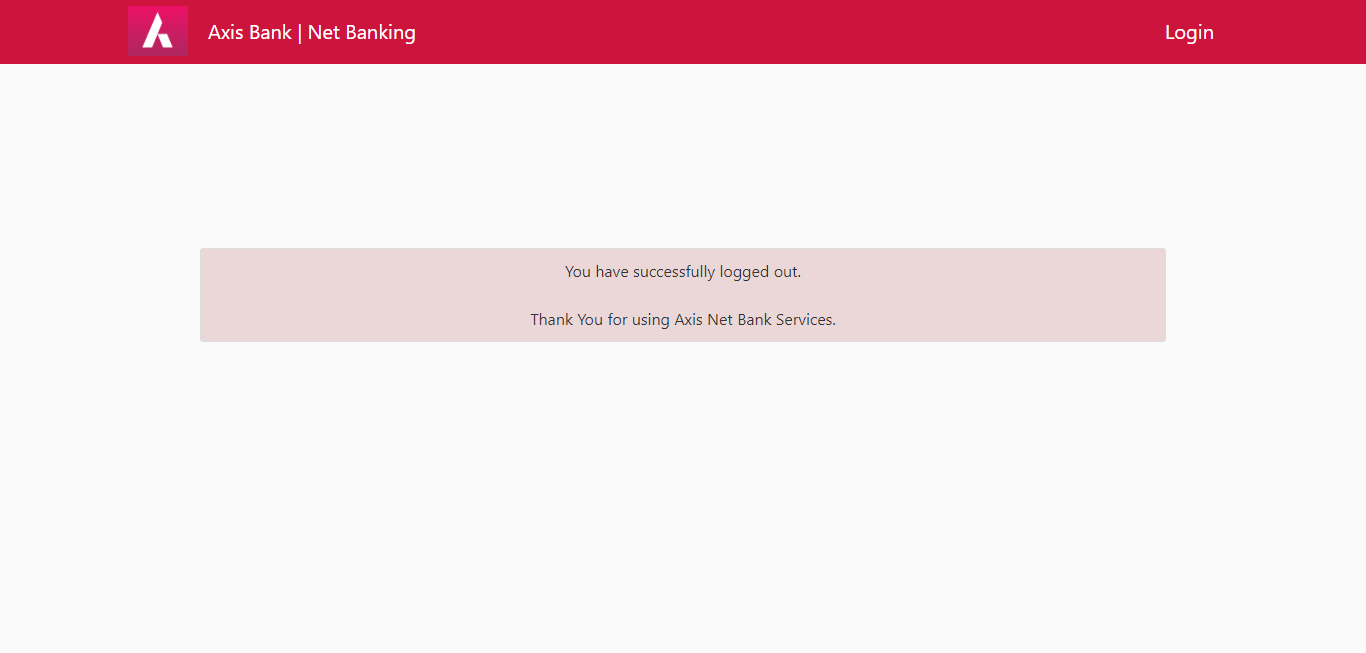 Axis Bank | Net Banking
Login
You have successfully logged out.
Thank You for using Axis Net Bank Services.